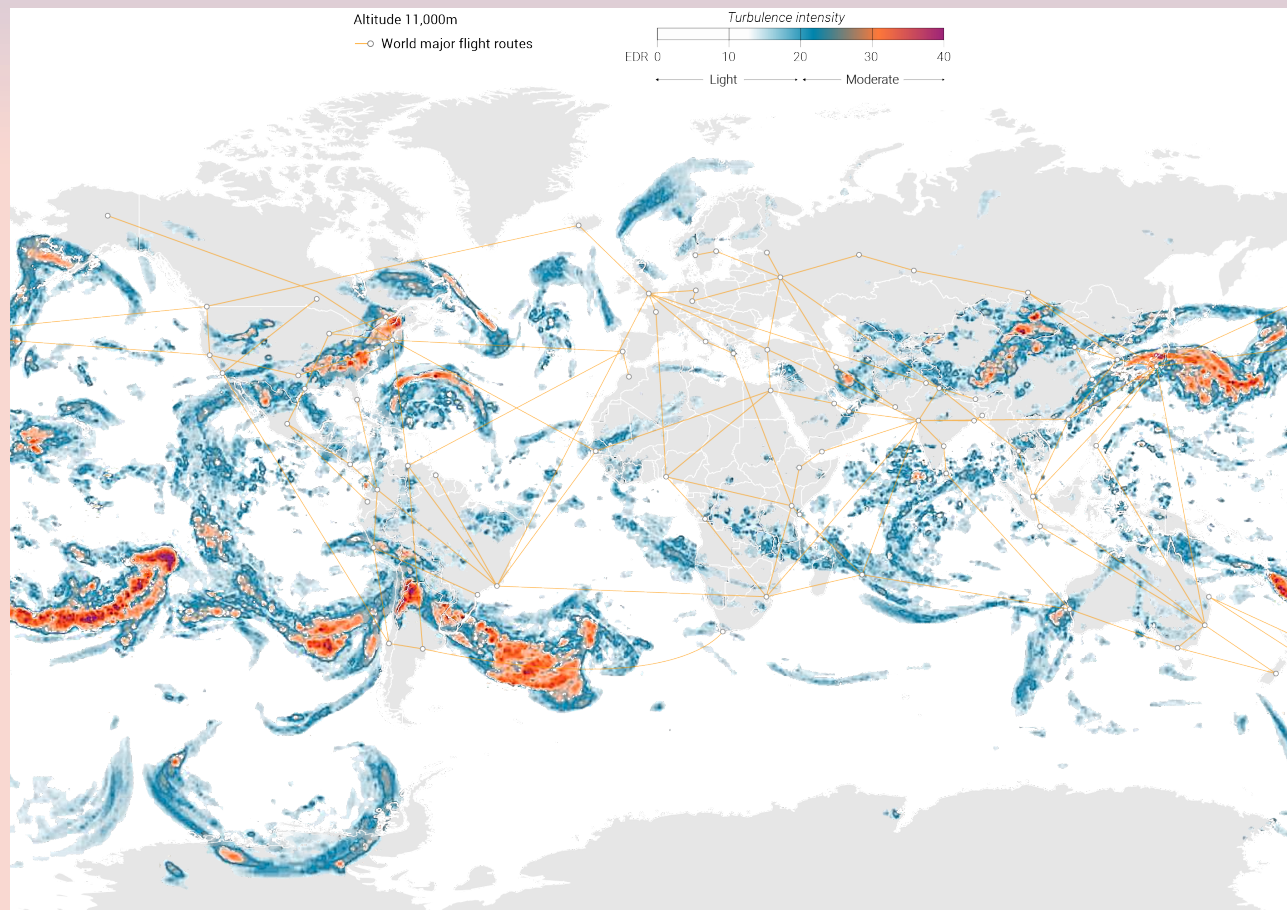 Altitude 11,000m
World major flight routes
Turbulence intensity
EDR 0 10 20 30 40
Light Moderate